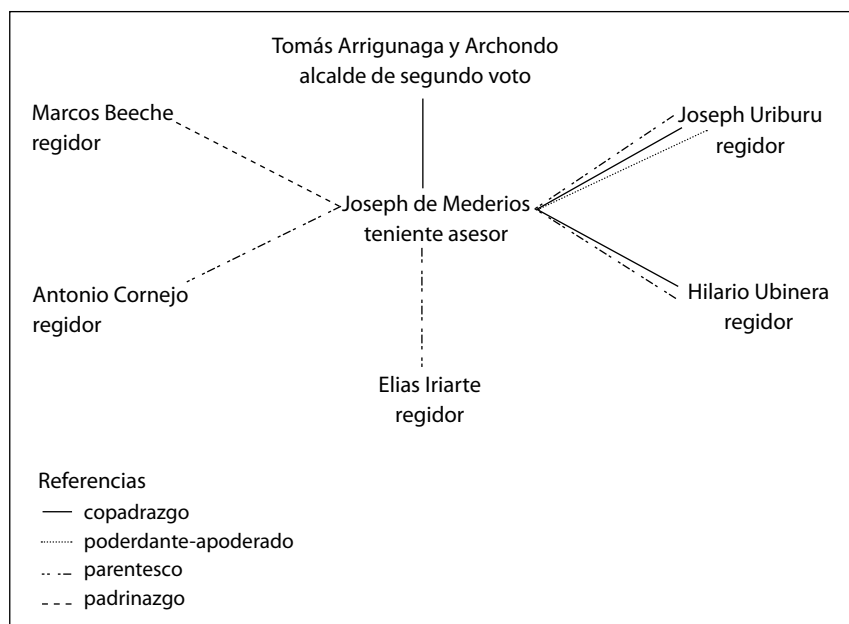 Tomás Arrigunaga y Archondo
alcalde de segundo voto
Marcos Beeche
regidor
Joseph Uriburu
regidor
Joseph de Mederios
teniente asesor
Antonio Cornejo
regidor
Hilario Ubinera
regidor
Elias Iriarte
regidor
Referencias
copadrazgo
poderdante-apoderado
parentesco
padrinazgo